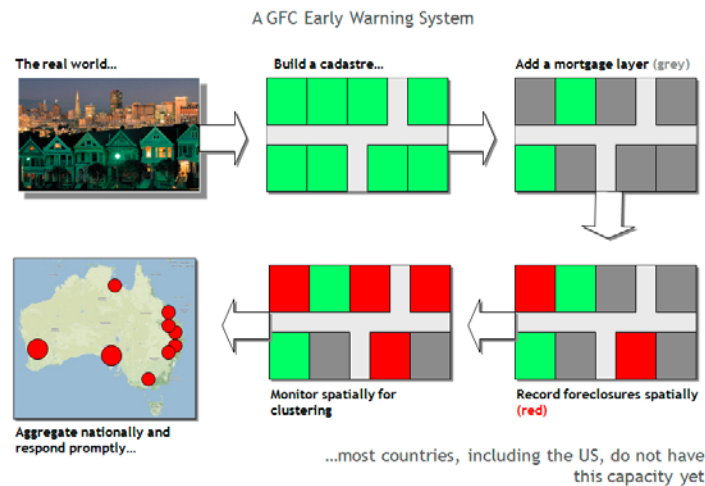 A GFC Early Warning System
The real world...
Build a cadastre...
Add a mortgage layer (grey)
Monitor spatially for
clustering
Record foreclosures spatially
(red)
Aggregate nationally and
respond promptly...
...most countries, including the US, do not have
this capacity yet